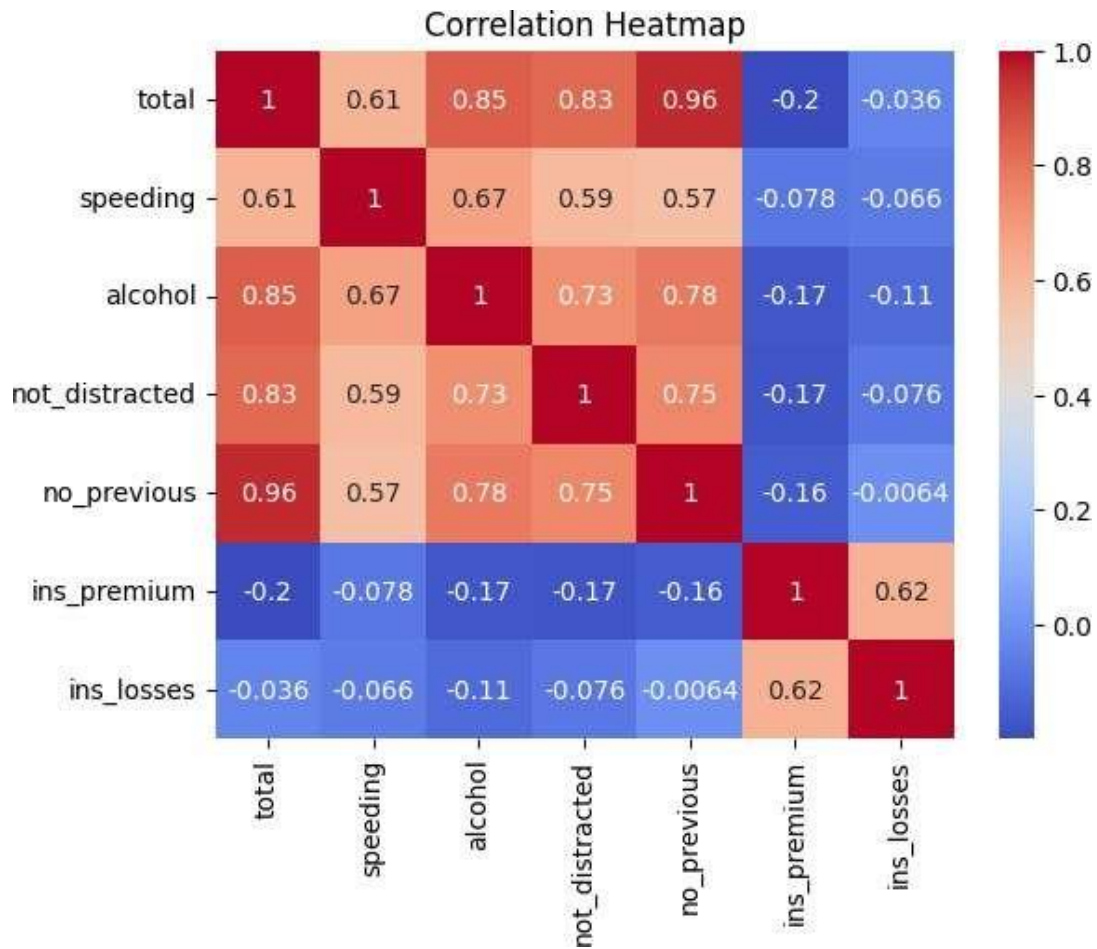 Correlation Heatmap
total 1 0.61 0.85 0.83 0.96 -0.2 -0.036
speeding 0.61 1 0.67 0.59 0.57 -0.078 -0.066
alcohol 0.85 0.67 1 0.73 0.78 -0.17 -0.11
not_distracted 0.83 0.59 0.73 1 0.75 -0.17 -0.076
no_previous 0.96 0.57 0.78 0.75 1 -0.16 -0.0064
ins_premium -0.2 -0.078 -0.17 -0.17 -0.16 1 0.62
ins_losses -0.036 -0.066 -0.11 -0.076 -0.0064 0.62 1
total
speeding
alcohol
not_distracted
no_previous
ins_premium
ins_losses
1.0
0.8
0.6
0.4
0.2
0.0